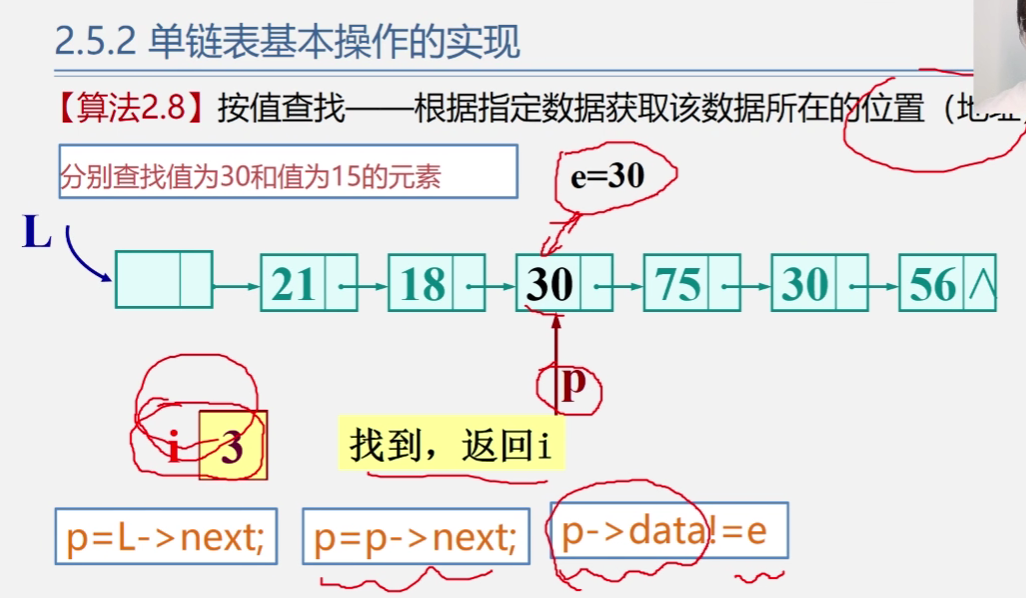 2.5.2 单链表基本操作的实现
【算法2.8】按值查找——根据指定数据获取该数据所在的位置（地址
分别查找值为30和值为15的元素
e=30
L
21 18 30 75 30 56 ∧
p
i 3
找到，返回i
p=L->next; p=p->next; p->data!=e